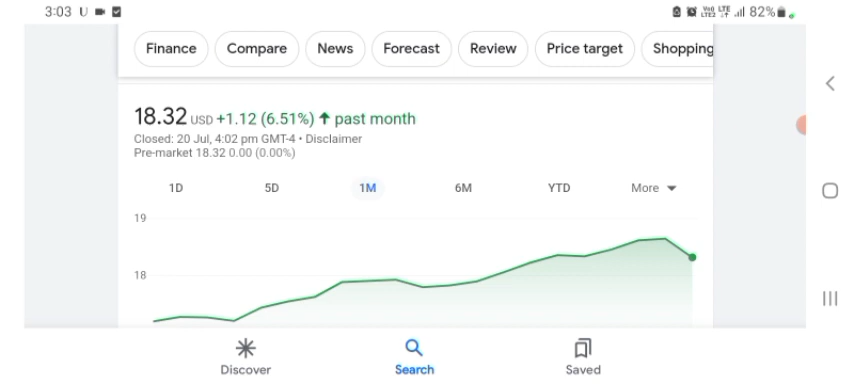 3:03 U 82%
Finance Compare News Forecast Review Price target Shopping
18.32 USD +1.12 (6.51%) ↑ past month
Closed: 20 Jul, 4:02 pm GMT-4 • Disclaimer
Pre-market 18.32 0.00 (0.00%)
1D 5D 1M 6M YTD More
19
18
Discover Search Saved